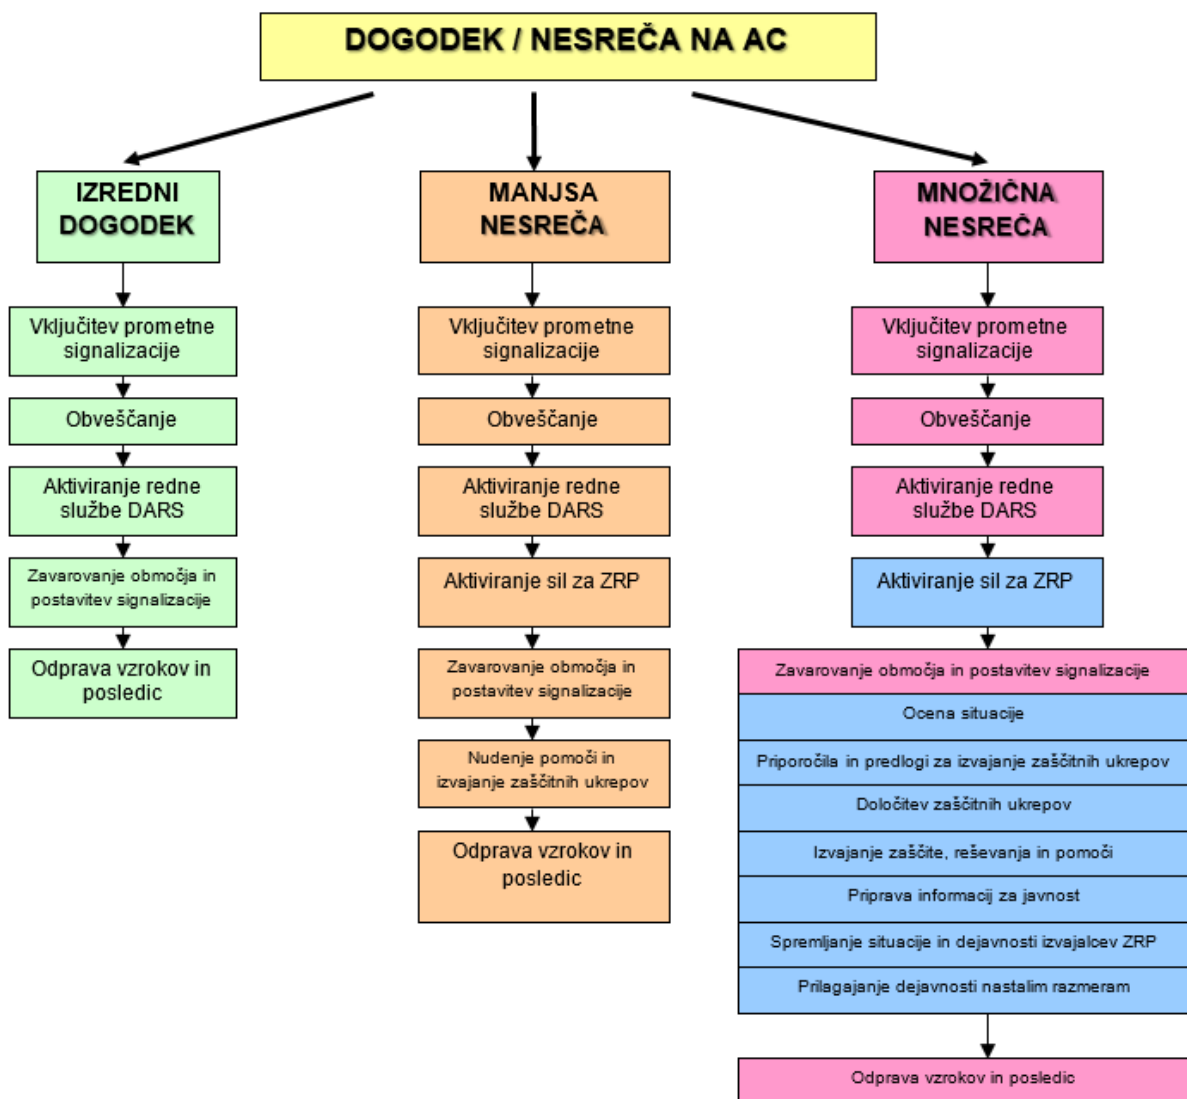 DOGODEK / NESREČA NA AC
IZREDNI
DOGODEK
Vključitev prometne
signalizacije
Obveščanje
Aktiviranje redne
službe DARS
Zavarovanje območja in
postavitev signalizacije
Odprava vzrokov in
posledic
MANJSA
NESREČA
Vključitev prometne
signalizacije
Obveščanje
Aktiviranje redne
službe DARS
Aktiviranje sil za ZRP
Zavarovanje območja in
postavitev signalizacije
Nudenje pomoči in
izvajanje zaščitnih ukrepov
Odprava vzrokov in
posledic
MNOŽIČNA
NESREČA
Vključitev prometne
signalizacije
Obveščanje
Aktiviranje redne
službe DARS
Aktiviranje sil za ZRP
Zavarovanje območja in postavitev signalizacije
Ocena situacije
Priporočila in predlogi za izvajanje zaščitnih ukrepov
Določitev zaščitnih ukrepov
Izvajanje zaščite, reševanja in pomoči
Priprava informacij za javnost
Spremljanje situacije in dejavnosti izvajalcev ZRP
Prilagajanje dejavnosti nastalim razmeram
Odprava vzrokov in posledic